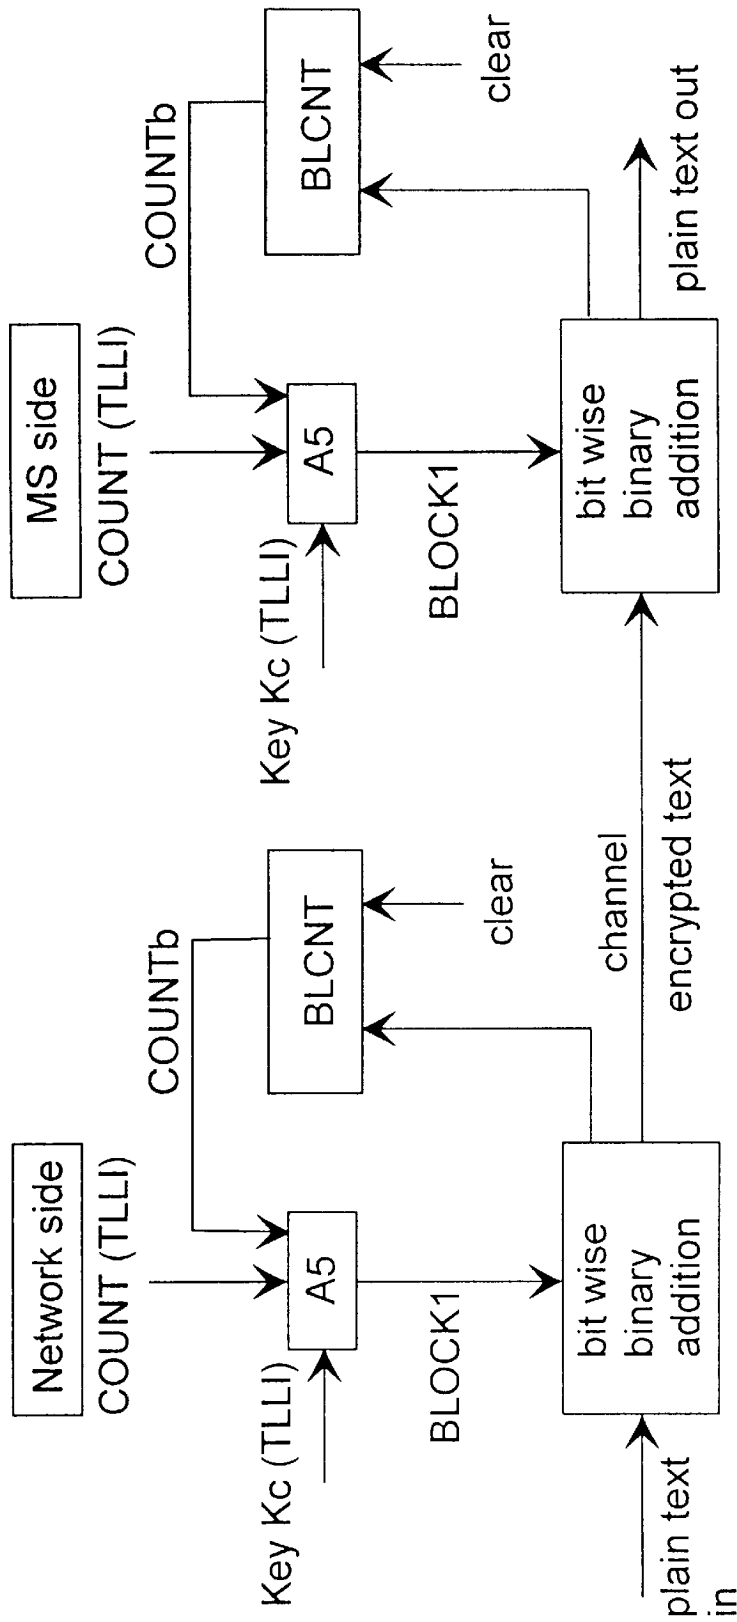 Network side
COUNT (TLLI)
COUNTb
Key Kc (TLLI)
A5
BLCNT
BLOCK1
clear
plain text
in
bit wise
binary
addition
channel
encrypted text
MS side
COUNT (TLLI)
COUNTb
Key Kc (TLLI)
A5
BLCNT
BLOCK1
clear
bit wise
binary
addition
plain text out